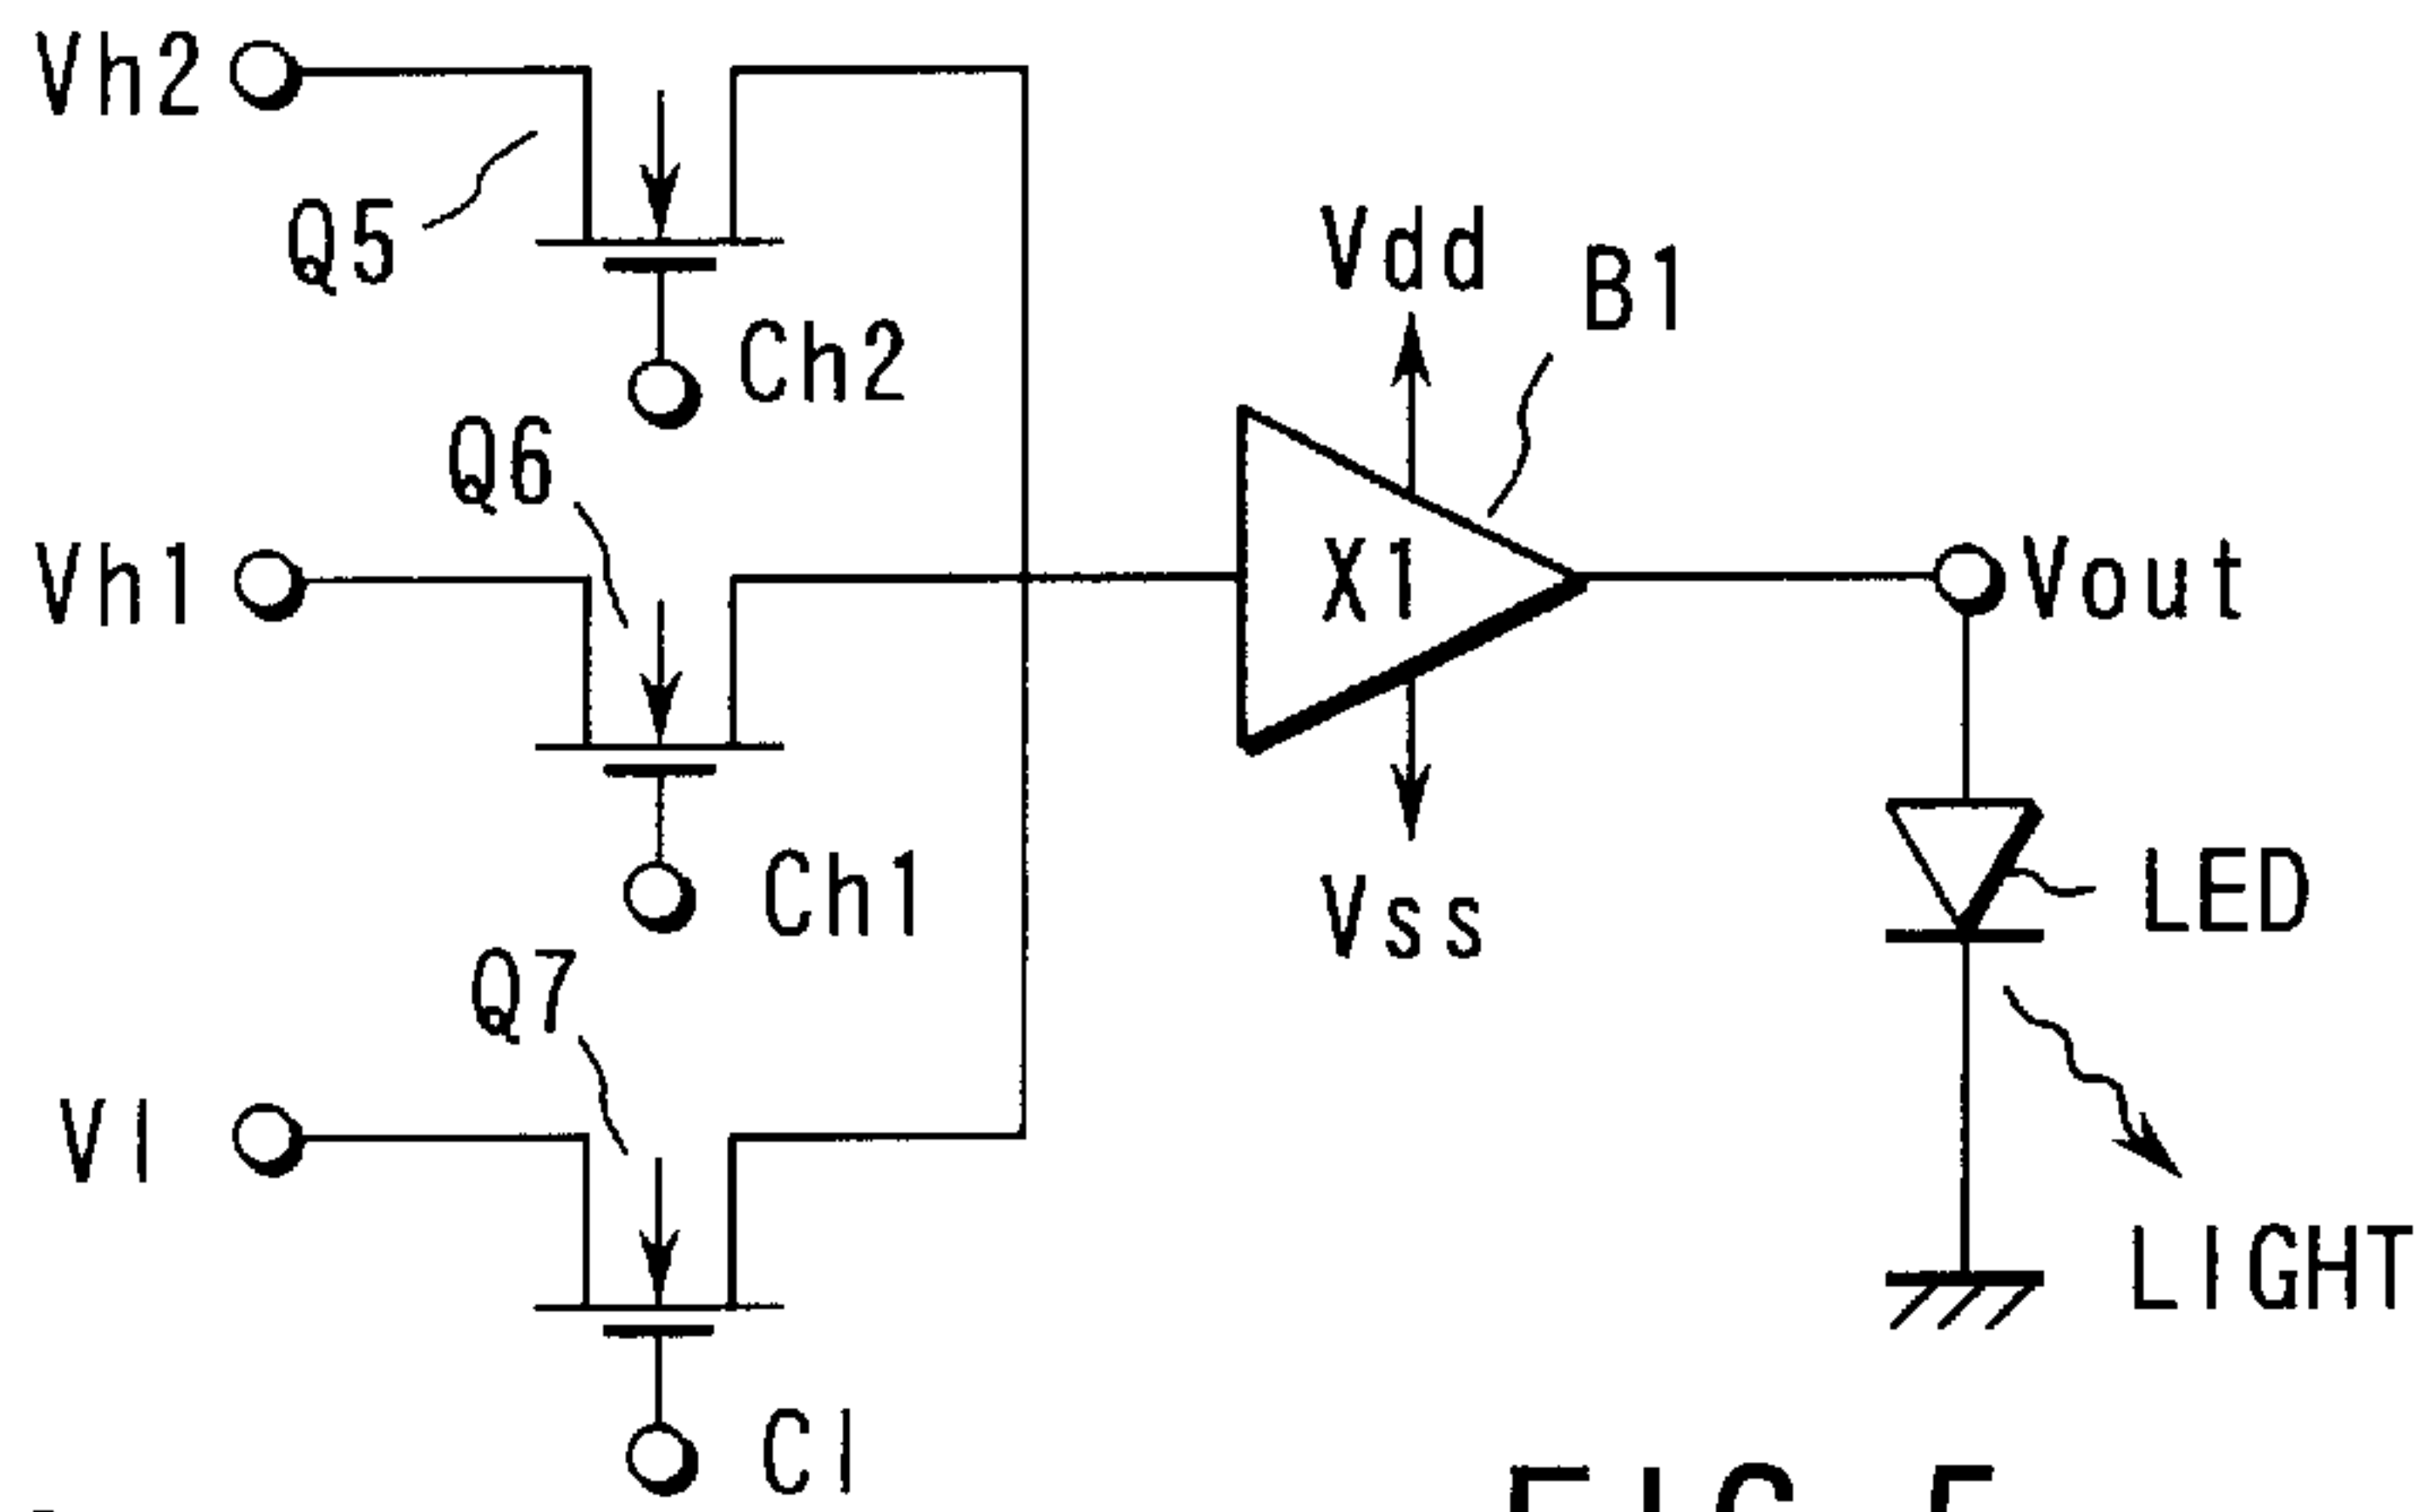 Vh2
Q5
Ch2
Vdd
B1
Q6
Vh1
X1
Vout
Ch1
Vss
LED
Q7
Vl
LIGHT
Cl